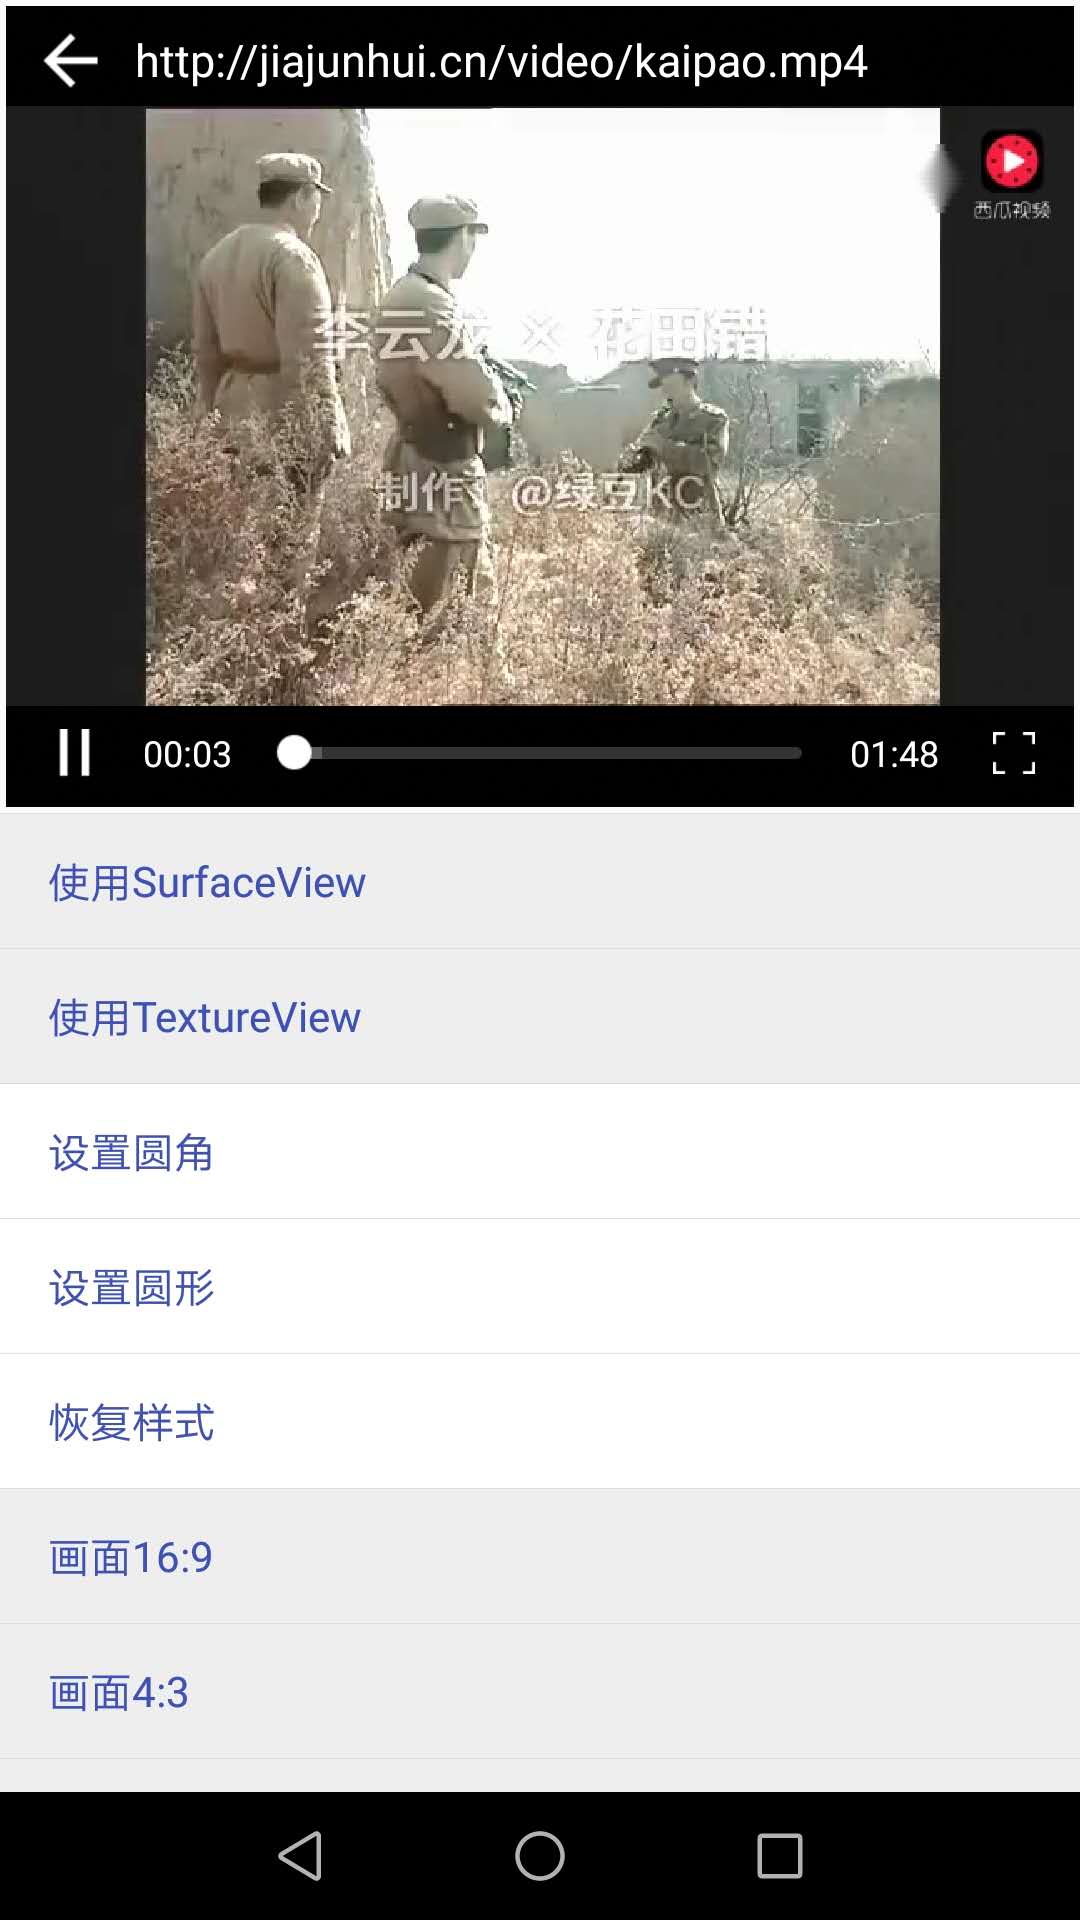 http://jiajunhui.cn/video/kaipao.mp4
西瓜视频
李云龙 × 花田错
制作：@绿豆KC
00:03
01:48
使用SurfaceView
使用TextureView
设置圆角
设置圆形
恢复样式
画面16:9
画面4:3